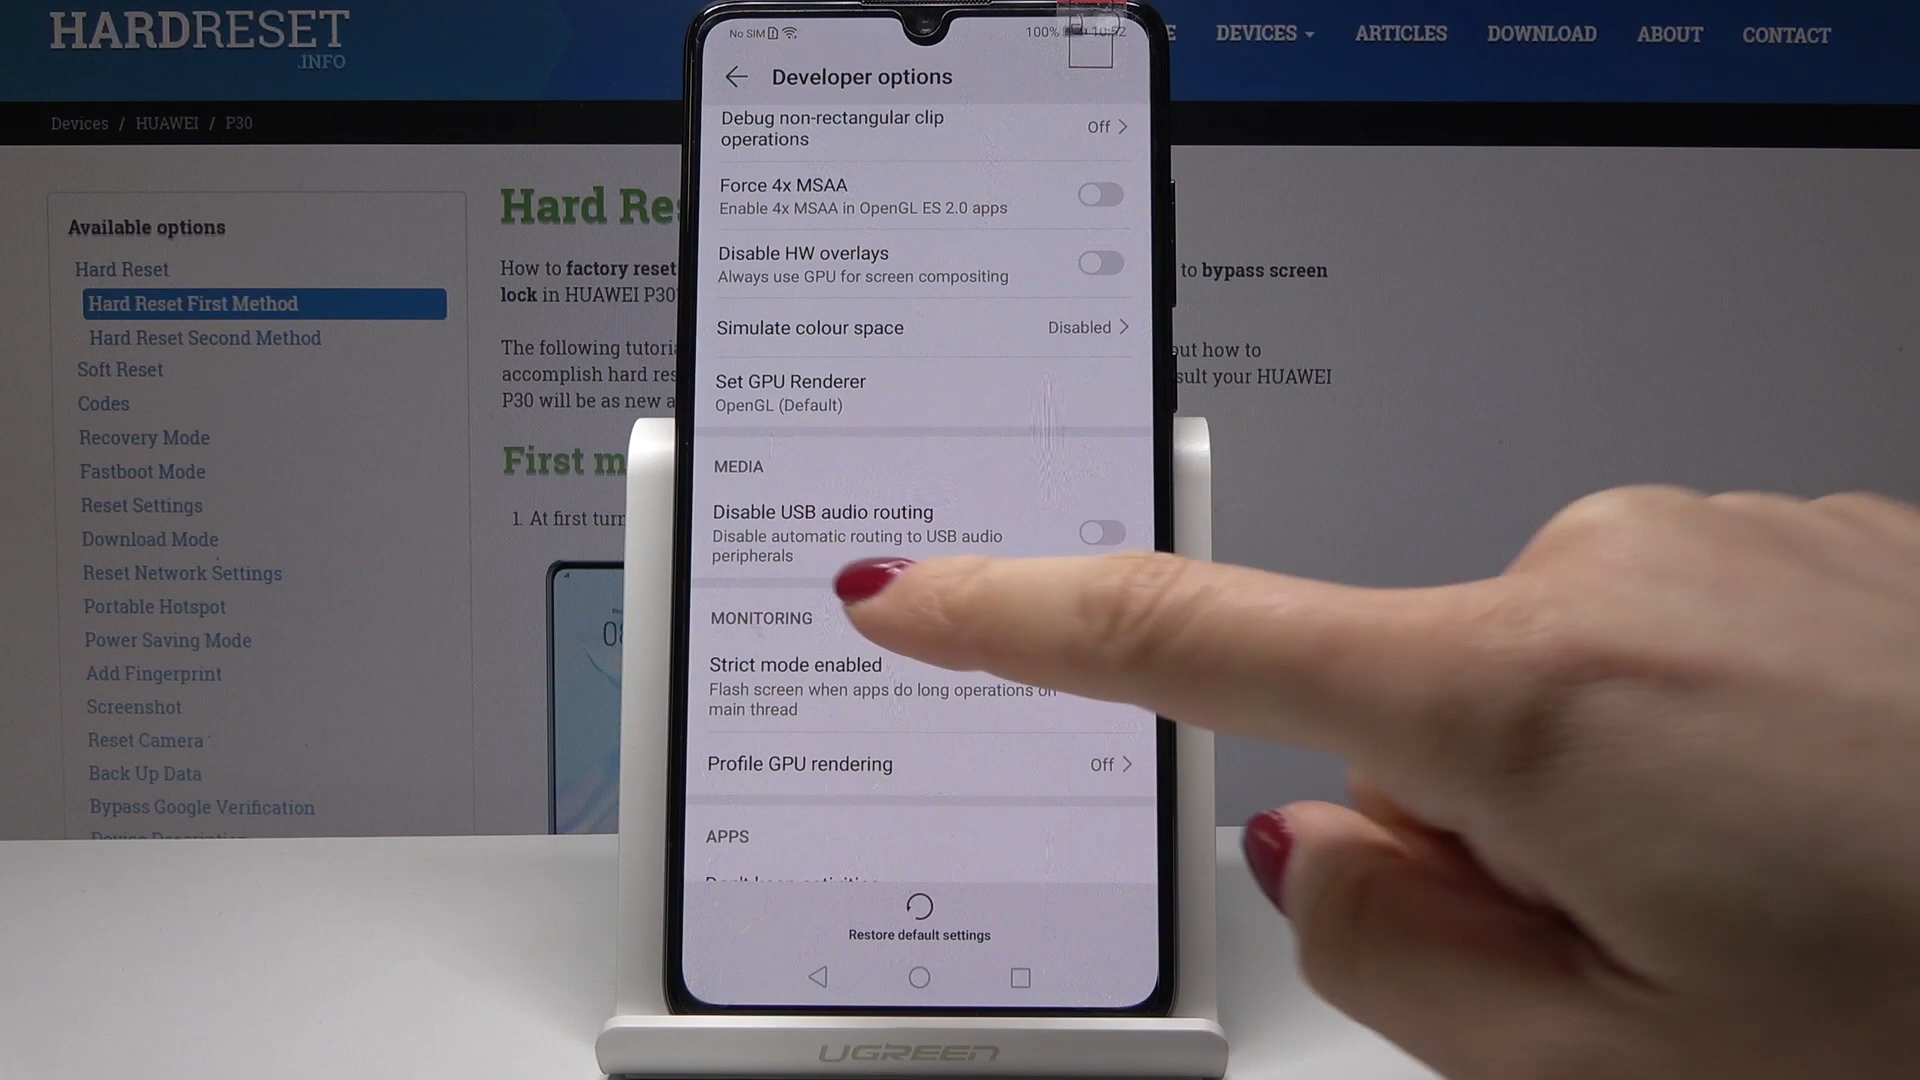 HARDRESET
.INFO
DEVICES
ARTICLES
DOWNLOAD
ABOUT
CONTACT
Devices / HUAWEI / P30
Available options
Hard Reset
Hard Reset First Method
Hard Reset Second Method
Soft Reset
Codes
Recovery Mode
Fastboot Mode
Reset Settings
Download Mode
Reset Network Settings
Portable Hotspot
Power Saving Mode
Add Fingerprint
Screenshot
Reset Camera
Back Up Data
Bypass Google Verification
Hard
How to factory reset
to bypass screen
lock in HUAWEI P30
The following
how to
accomplish hard
your HUAWEI
P30 will be as new
First
1. At first
No SIM
100%
10:52
Developer options
Debug non-rectangular clip
operations
Off
Force 4x MSAA
Enable 4x MSAA in OpenGL ES 2.0 apps
Disable HW overlays
Always use GPU for screen compositing
Simulate colour space
Disabled
Set GPU Renderer
OpenGL (Default)
MEDIA
Disable USB audio routing
Disable automatic routing to USB audio
peripherals
MONITORING
Strict mode enabled
Flash screen when apps do long operations on
main thread
Profile GPU rendering
Off
APPS
Restore default settings
UGREEN